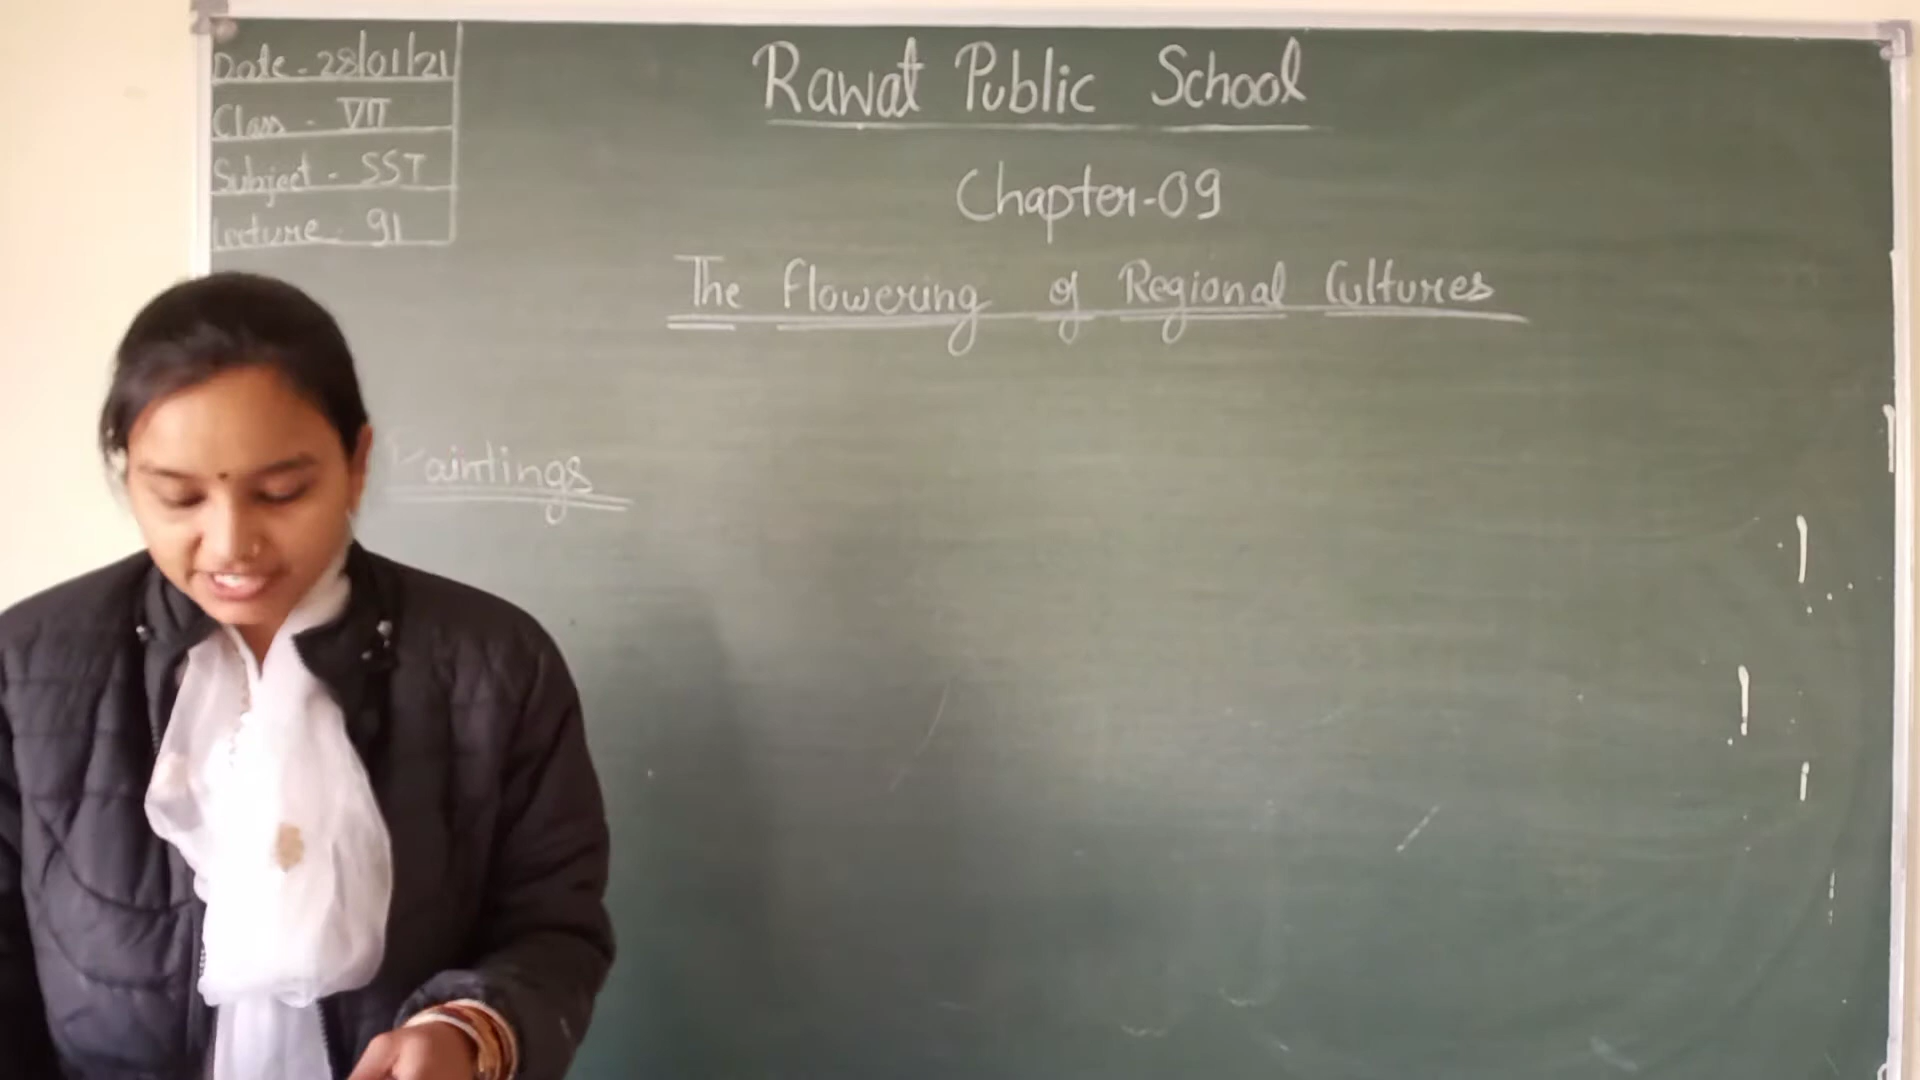 Date - 28/01/21
Class - VII
Subject - SST
Lecture - 91
Rawat Public School
Chapter-09
The Flowering of Regional Cultures
Paintings